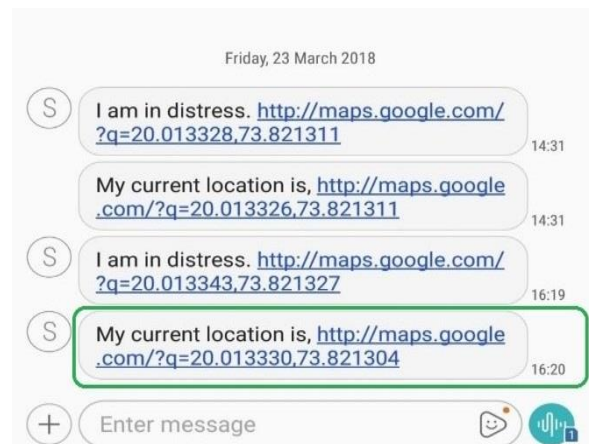 Friday, 23 March 2018
S
I am in distress. http://maps.google.com/
?q=20.013328,73.821311
14:31
My current location is, http://maps.google
.com/?q=20.013326,73.821311
14:31
S
I am in distress. http://maps.google.com/
?q=20.013343,73.821327
16:19
S
My current location is, http://maps.google
.com/?q=20.013330,73.821304
16:20
+
Enter message
1